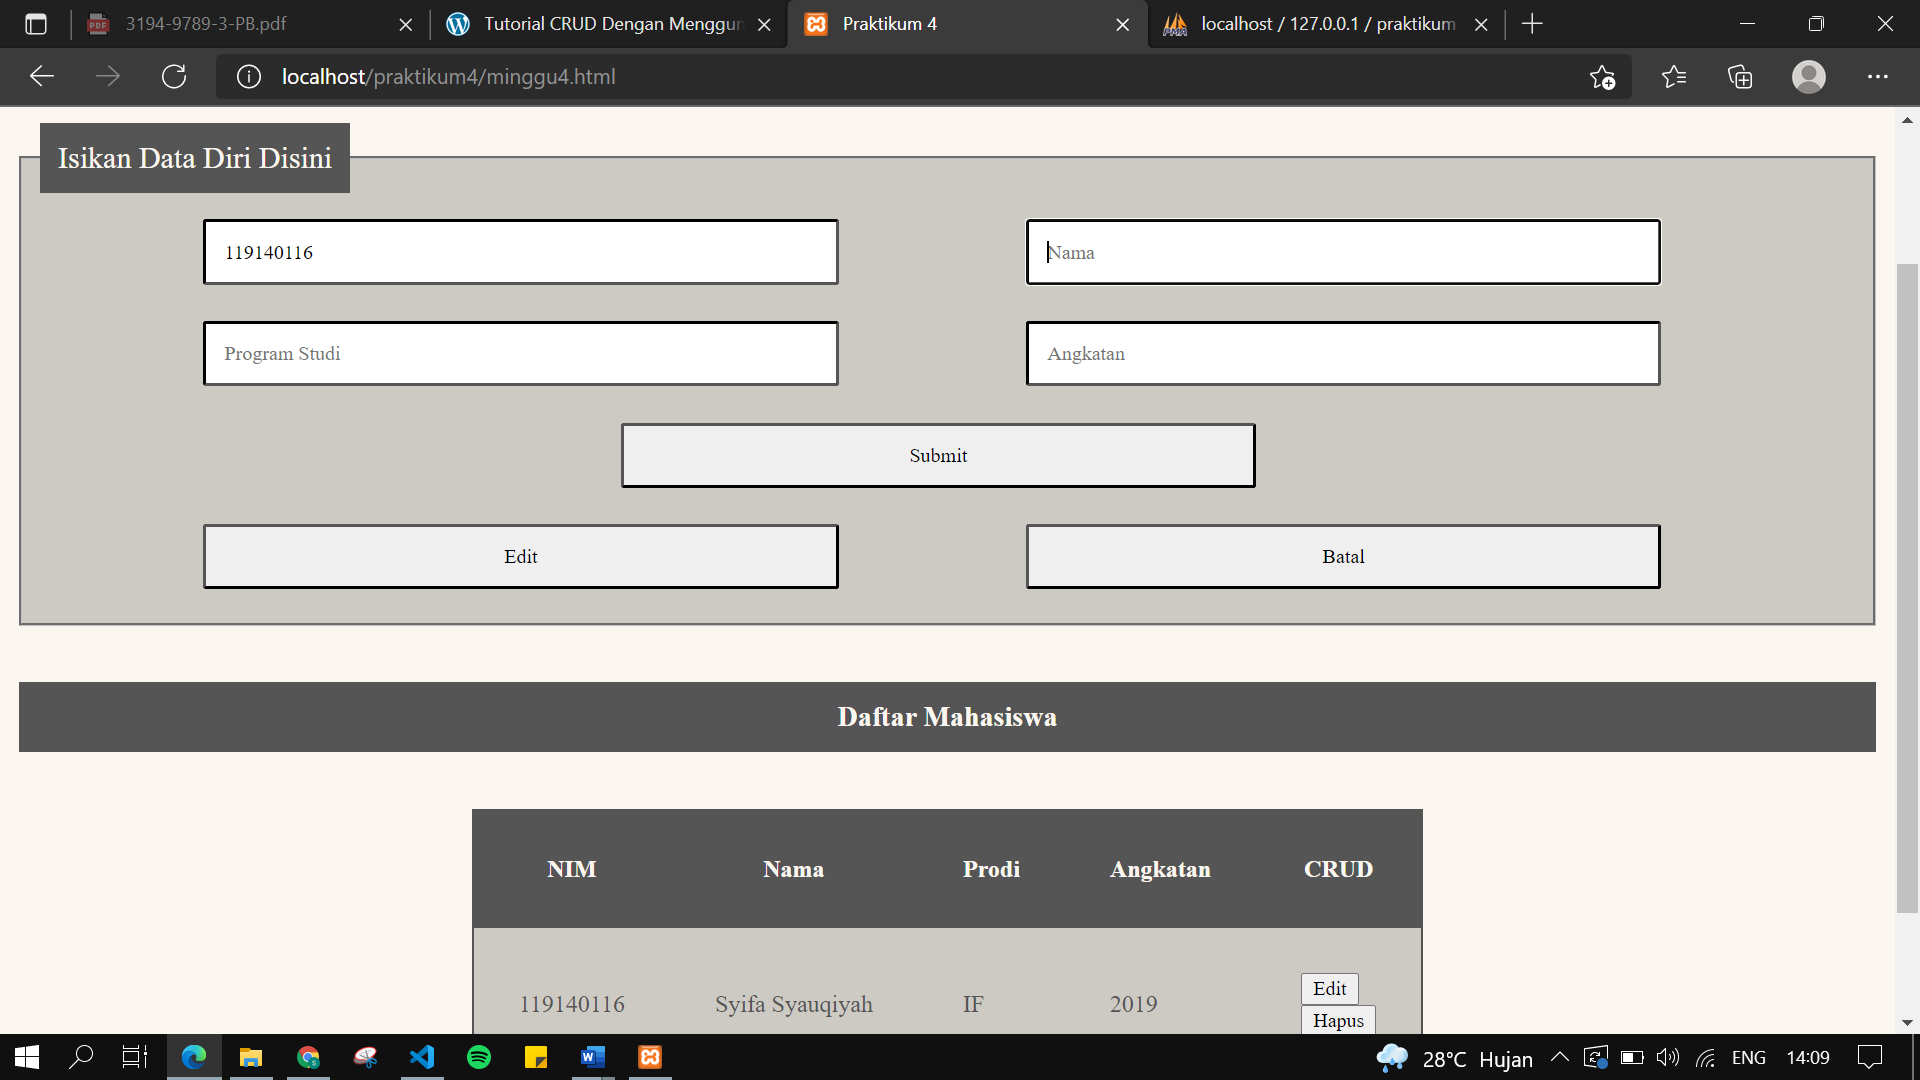 3194-9789-3-PB.pdf
Tutorial CRUD Dengan Menggun
Praktikum 4
localhost / 127.0.0.1 / praktikum
localhost/praktikum4/minggu4.html
Isikan Data Diri Disini
119140116
Nama
Program Studi
Angkatan
Submit
Edit
Batal
Daftar Mahasiswa
NIM Nama Prodi Angkatan CRUD
119140116 Syifa Syauqiyah IF 2019 Edit
Hapus
28°C Hujan ENG 14:09